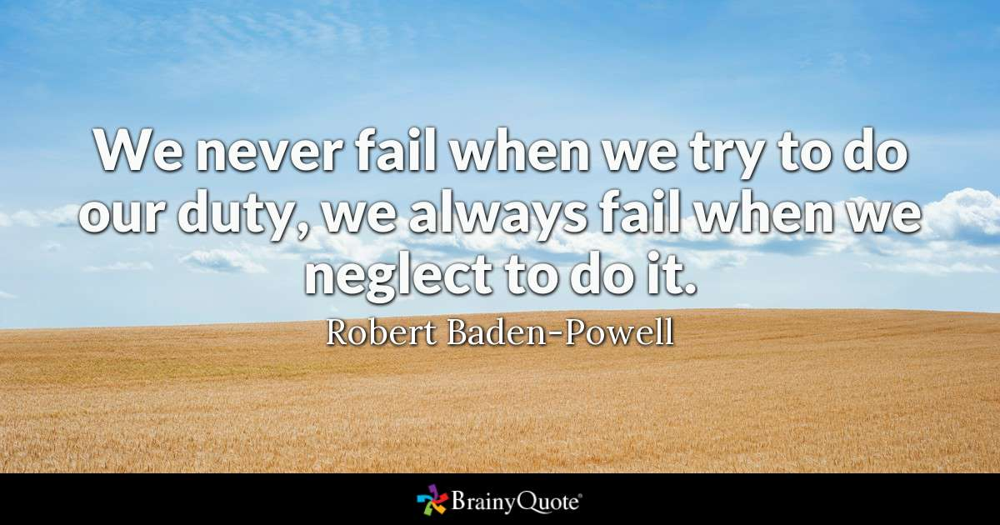 We never fail when we try to do
our duty, we always fail when we
neglect to do it.
Robert Baden-Powell
BrainyQuote®